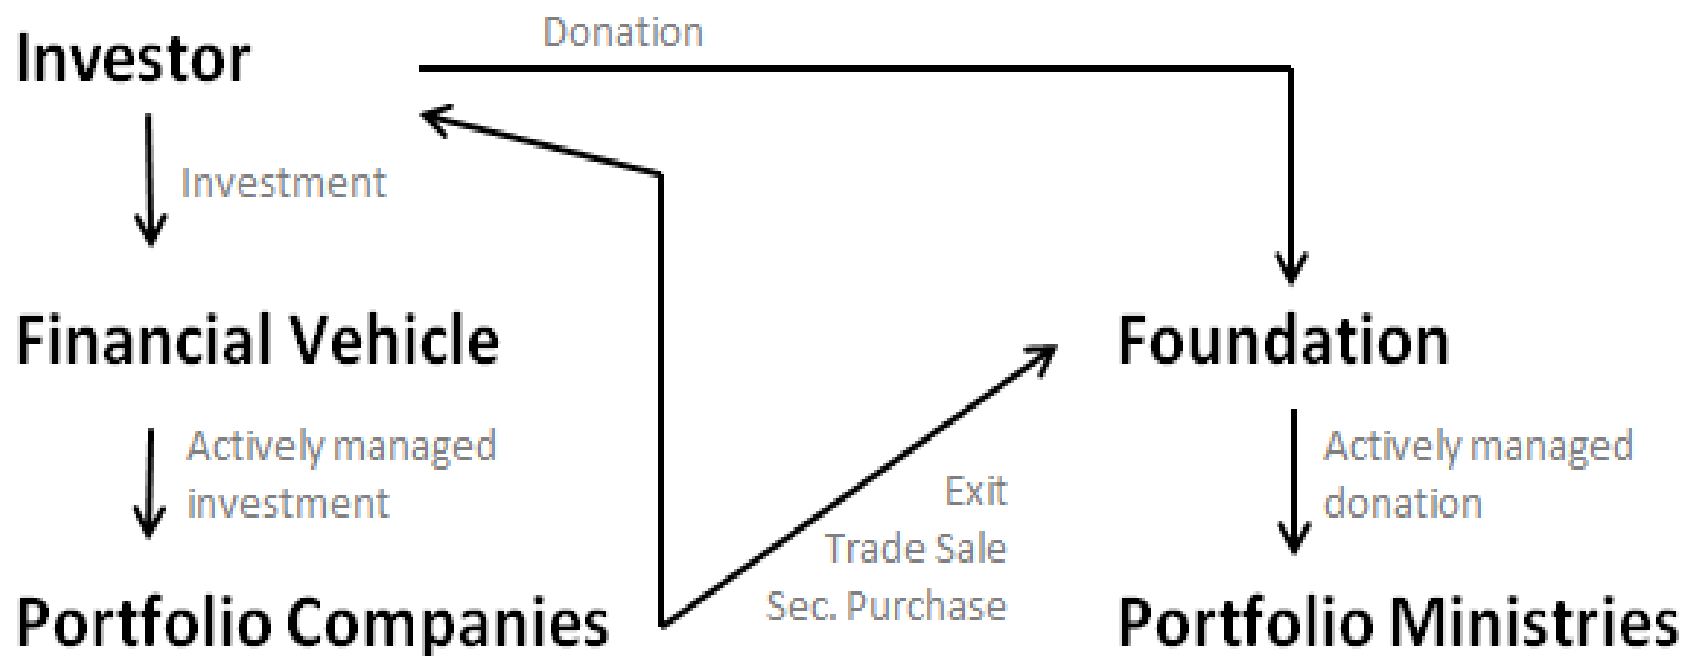 Investor
Donation
Investment
Financial Vehicle
Foundation
Actively managed
investment
Exit
Trade Sale
Sec. Purchase
Actively managed
donation
Portfolio Companies
Portfolio Ministries